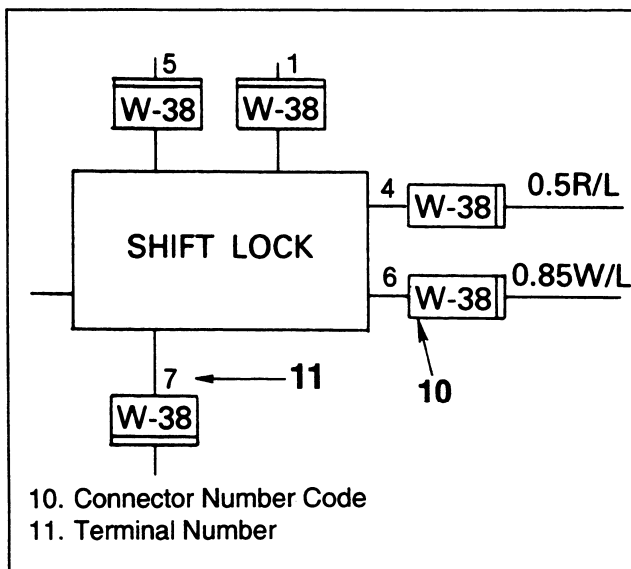 5 1
W-38 W-38
4 W-38 0.5R/L
SHIFT LOCK
6 W-38 0.85W/L
7 11 10
W-38
10. Connector Number Code
11. Terminal Number